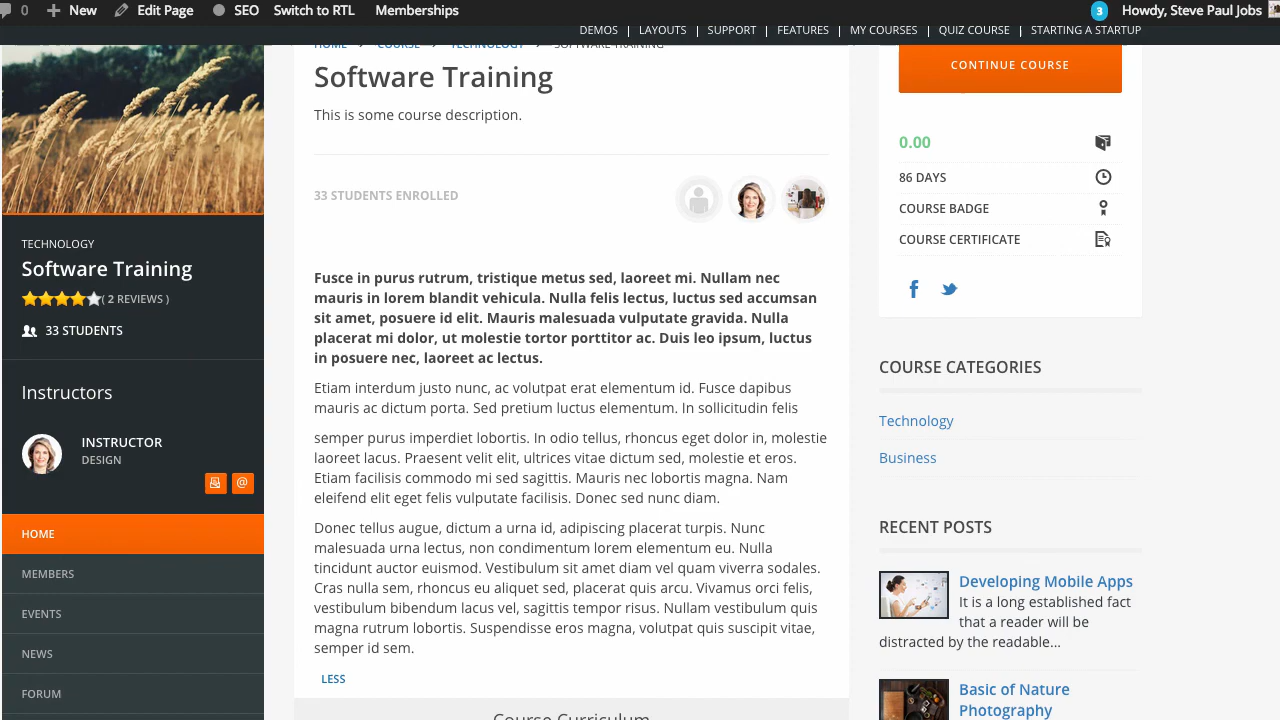 0 New Edit Page SEO Switch to RTL Memberships 3 Howdy, Steve Paul Jobs
DEMOS | LAYOUTS | SUPPORT | FEATURES | MY COURSES | QUIZ COURSE | STARTING A STARTUP
HOME > COURSE > TECHNOLOGY > SOFTWARE TRAINING
TECHNOLOGY
Software Training
( 2 REVIEWS )
33 STUDENTS
Instructors
INSTRUCTOR
DESIGN
@
HOME
MEMBERS
EVENTS
NEWS
FORUM
Software Training
This is some course description.
33 STUDENTS ENROLLED
Fusce in purus rutrum, tristique metus sed, laoreet mi. Nullam nec
mauris in lorem blandit vehicula. Nulla felis lectus, luctus sed accumsan
sit amet, posuere id elit. Mauris malesuada vulputate gravida. Nulla
placerat mi dolor, ut molestie tortor porttitor ac. Duis leo ipsum, luctus
in posuere nec, laoreet ac lectus.
Etiam interdum justo nunc, ac volutpat erat elementum id. Fusce dapibus
mauris ac dictum porta. Sed pretium luctus elementum. In sollicitudin felis
semper purus imperdiet lobortis. In odio tellus, rhoncus eget dolor in, molestie
laoreet lacus. Praesent velit elit, ultrices vitae dictum sed, molestie et eros.
Etiam facilisis commodo mi sed sagittis. Mauris nec lobortis magna. Nam
eleifend elit eget felis vulputate facilisis. Donec sed nunc diam.
Donec tellus augue, dictum a urna id, adipiscing placerat turpis. Nunc
malesuada urna lectus, non condimentum lorem elementum eu. Nulla
tincidunt auctor euismod. Vestibulum sit amet diam vel quam viverra sodales.
Cras nulla sem, rhoncus eu aliquet sed, placerat quis arcu. Vivamus orci felis,
vestibulum bibendum lacus vel, sagittis tempor risus. Nullam vestibulum quis
magna rutrum lobortis. Suspendisse eros magna, volutpat quis suscipit vitae,
semper id sem.
LESS
Course Curriculum
CONTINUE COURSE
0.00
86 DAYS
COURSE BADGE
COURSE CERTIFICATE
COURSE CATEGORIES
Technology
Business
RECENT POSTS
Developing Mobile Apps
It is a long established fact
that a reader will be
distracted by the readable...
Basic of Nature
Photography